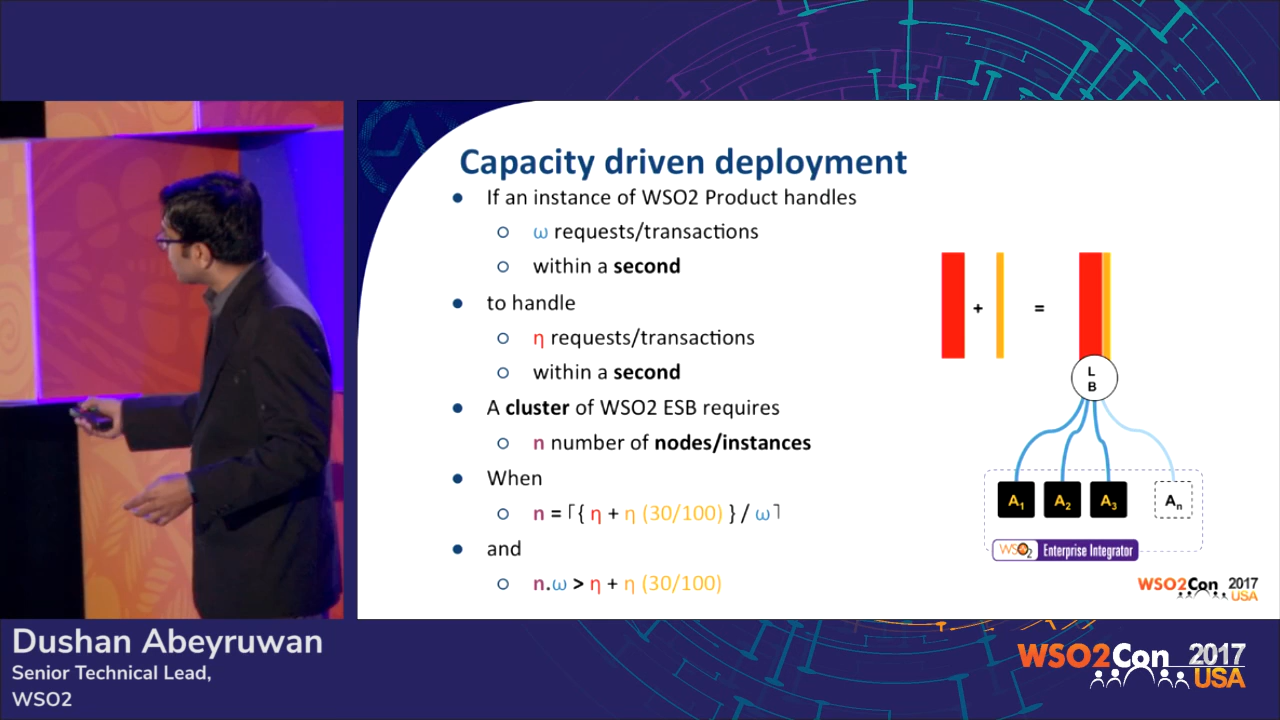 Capacity driven deployment
● If an instance of WSO2 Product handles
○ ω requests/transactions
○ within a second
● to handle
○ η requests/transactions
○ within a second
● A cluster of WSO2 ESB requires
○ n number of nodes/instances
● When
○ n = ⌈{ η + η (30/100) } / ω⌉
● and
○ n.ω > η + η (30/100)
+ =
L
B
A1 A2 A3 An
WSO2 Enterprise Integrator
WSO2Con 2017
USA
Dushan Abeyruwan
Senior Technical Lead,
WSO2
WSO2Con 2017
USA